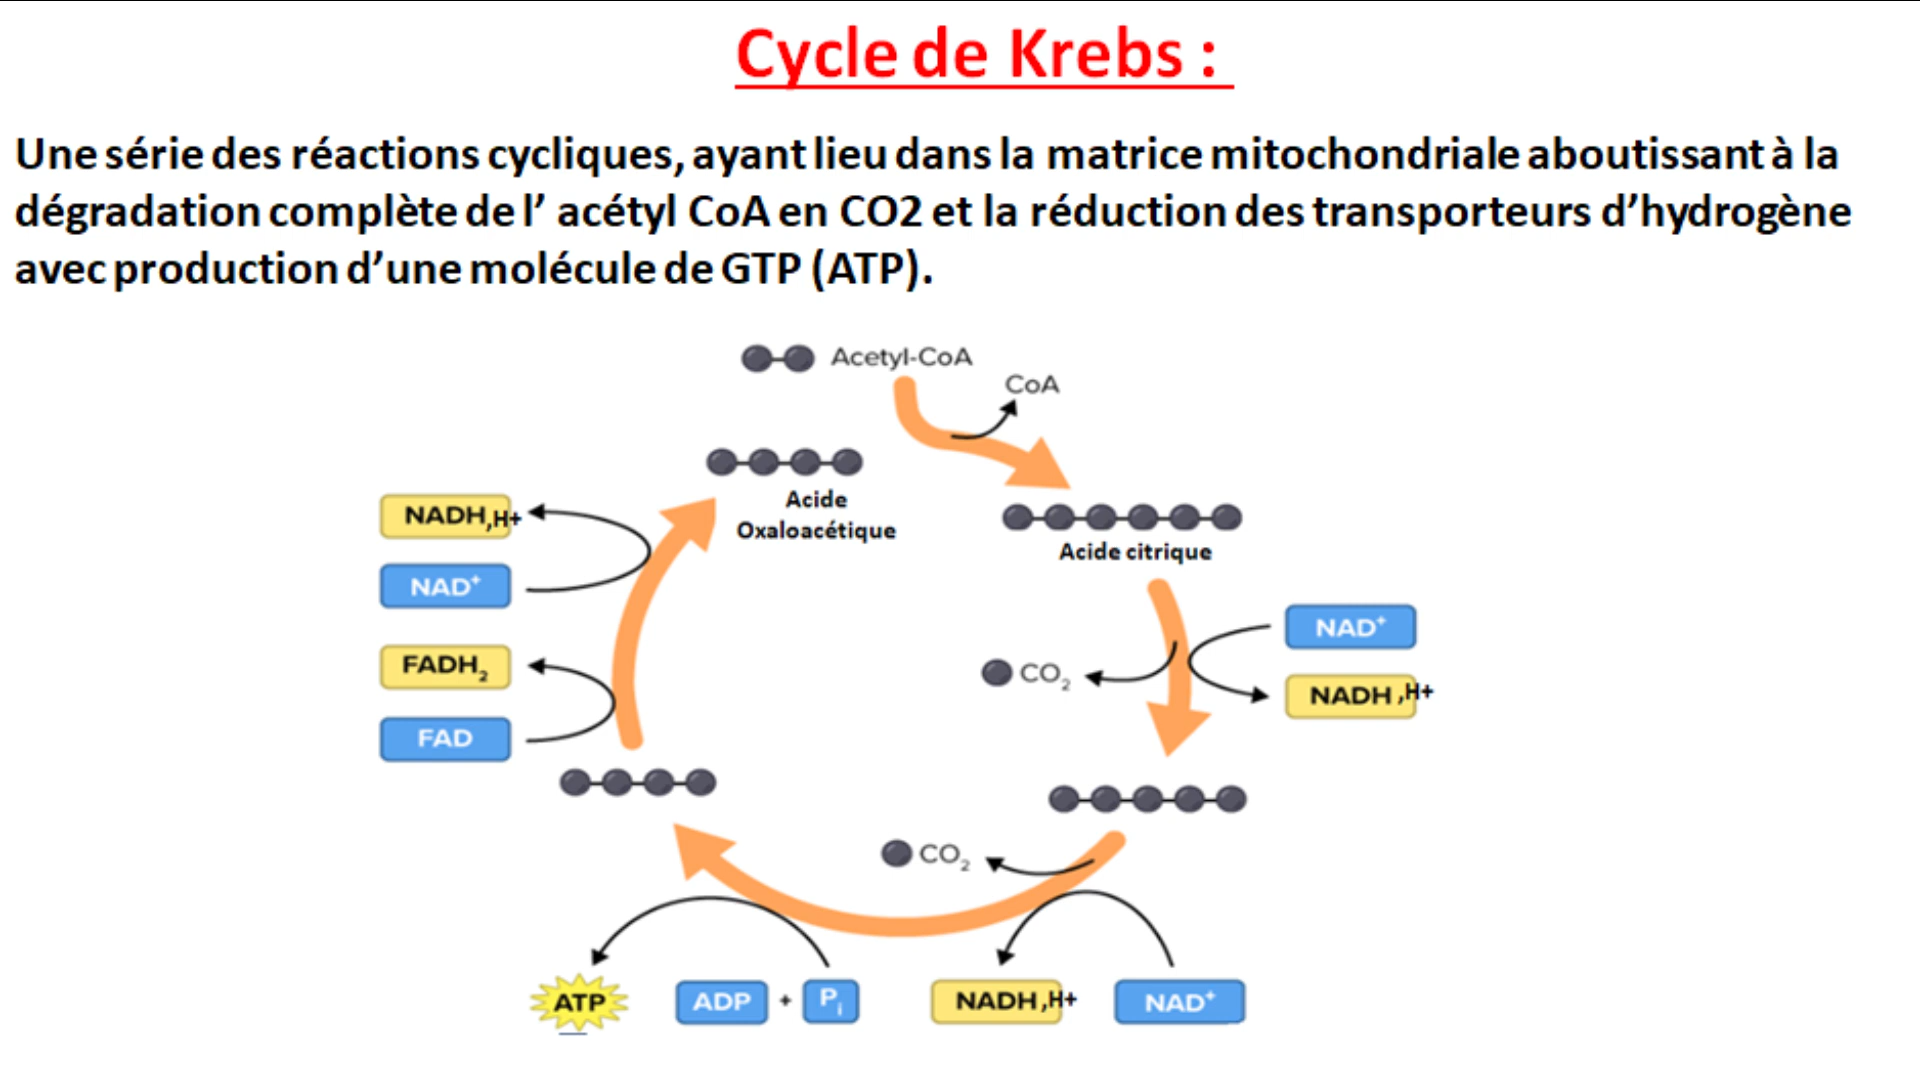 Cycle de Krebs :
Une série des réactions cycliques, ayant lieu dans la matrice mitochondriale aboutissant à la
dégradation complète de l’ acétyl CoA en CO2 et la réduction des transporteurs d’hydrogène
avec production d’une molécule de GTP (ATP).
Acetyl-CoA
CoA
Acide
Oxaloacétique
Acide citrique
NADH,H+
NAD⁺
FADH₂
FAD
NAD⁺
CO₂
NADH ,H+
CO₂
ATP
ADP + Pᵢ
NADH ,H+
NAD⁺